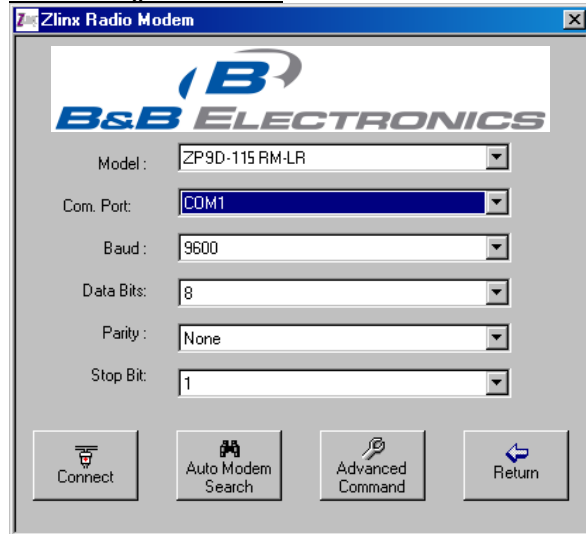 Zlinx Radio Modem
B
B&B ELECTRONICS
Model : ZP9D-115 RM-LR
Com. Port: COM1
Baud : 9600
Data Bits: 8
Parity : None
Stop Bit: 1
Connect
Auto Modem Search
Advanced Command
Return